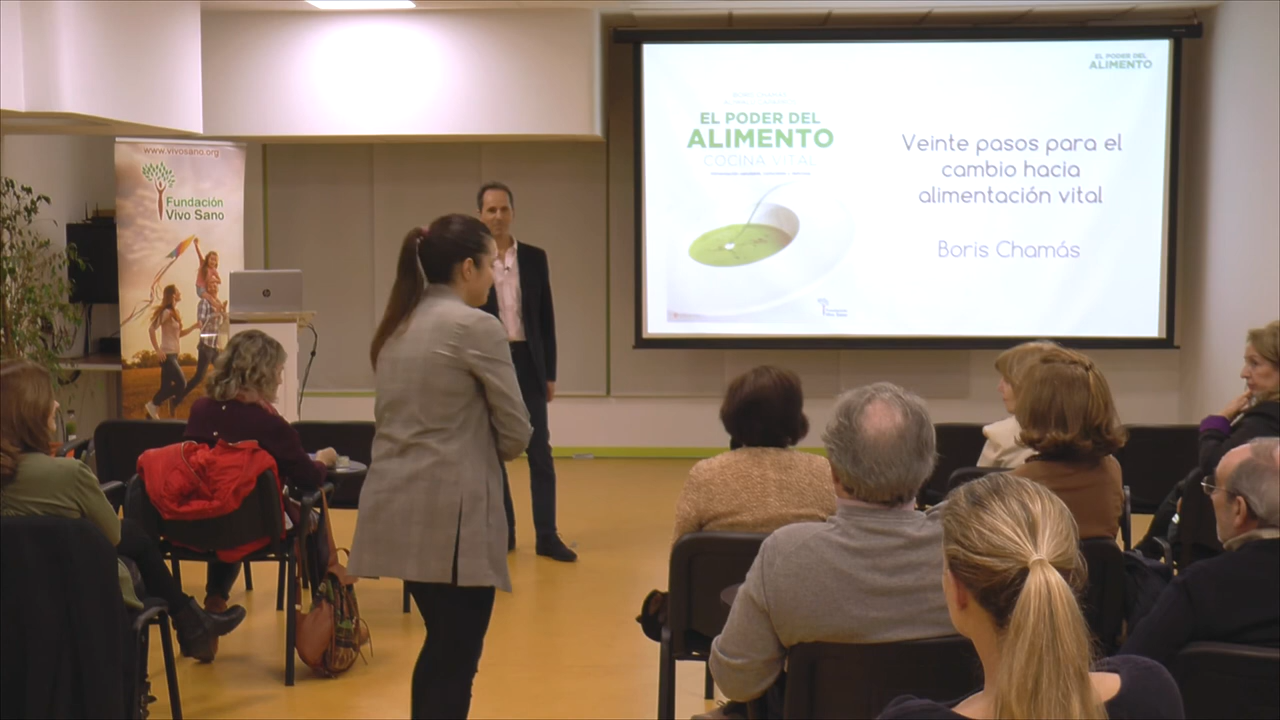 www.vivosano.org
Fundación
Vivo Sano
EL PODER DEL
ALIMENTO
COCINA VITAL
Veinte pasos para el
cambio hacia
alimentación vital
Boris Chamás
EL PODER DEL
ALIMENTO
hp